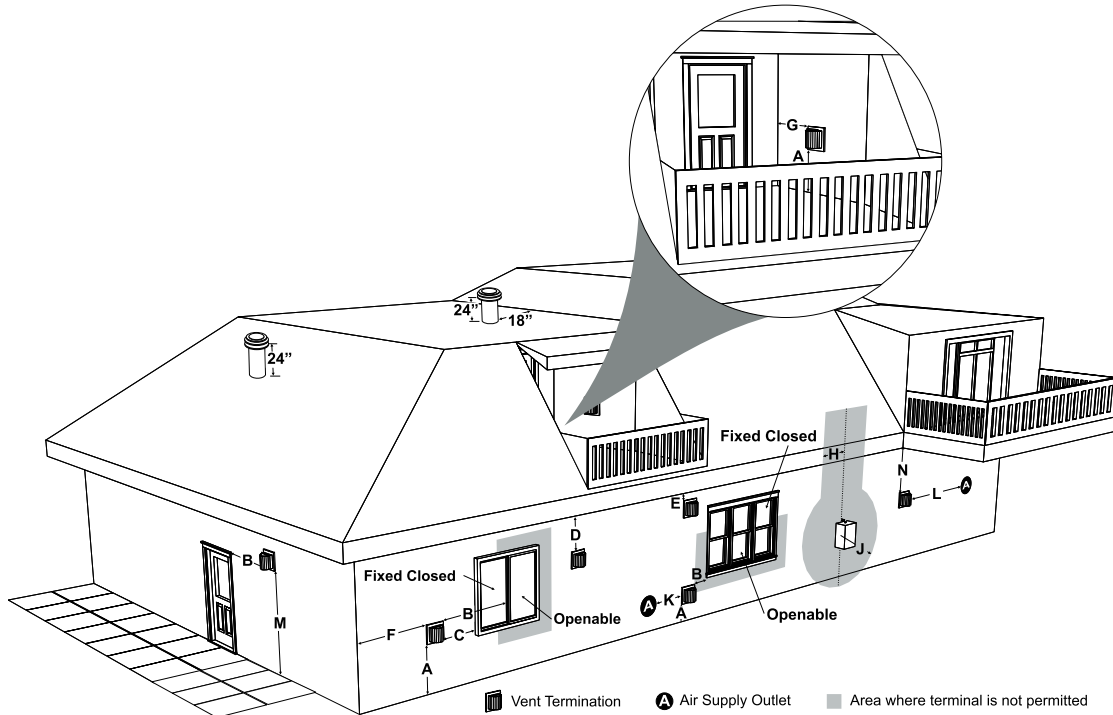 G
A
24”
18”
24”
Fixed Closed
H
N
L
A
E
D
B
J
Fixed Closed
B
K
A
A
Openable
B
Openable
M
F
C
A
Vent Termination
A Air Supply Outlet
Area where terminal is not permitted